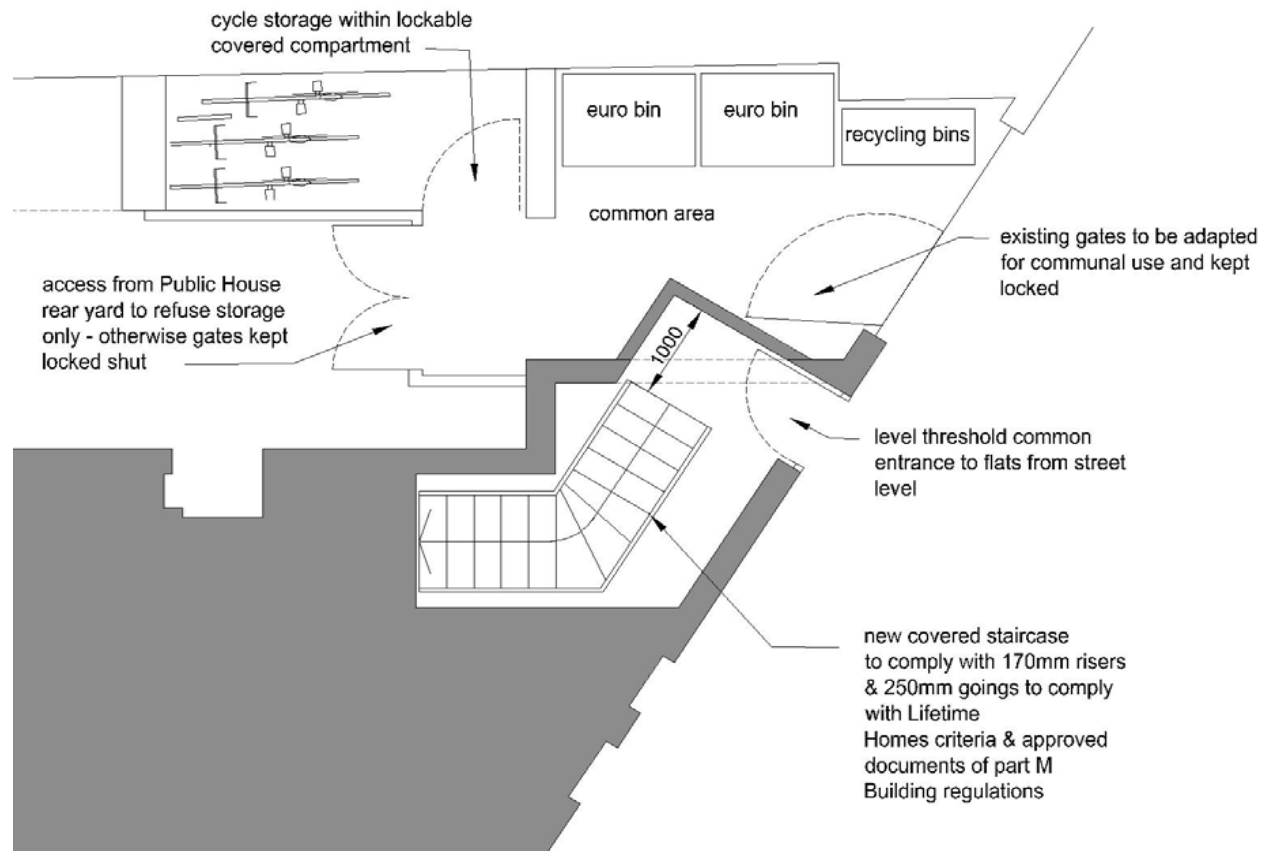 cycle storage within lockable
covered compartment
euro bin
euro bin
recycling bins
common area
existing gates to be adapted
for communal use and kept
locked
access from Public House
rear yard to refuse storage
only - otherwise gates kept
locked shut
1000
level threshold common
entrance to flats from street
level
new covered staircase
to comply with 170mm risers
& 250mm goings to comply
with Lifetime
Homes criteria & approved
documents of part M
Building regulations